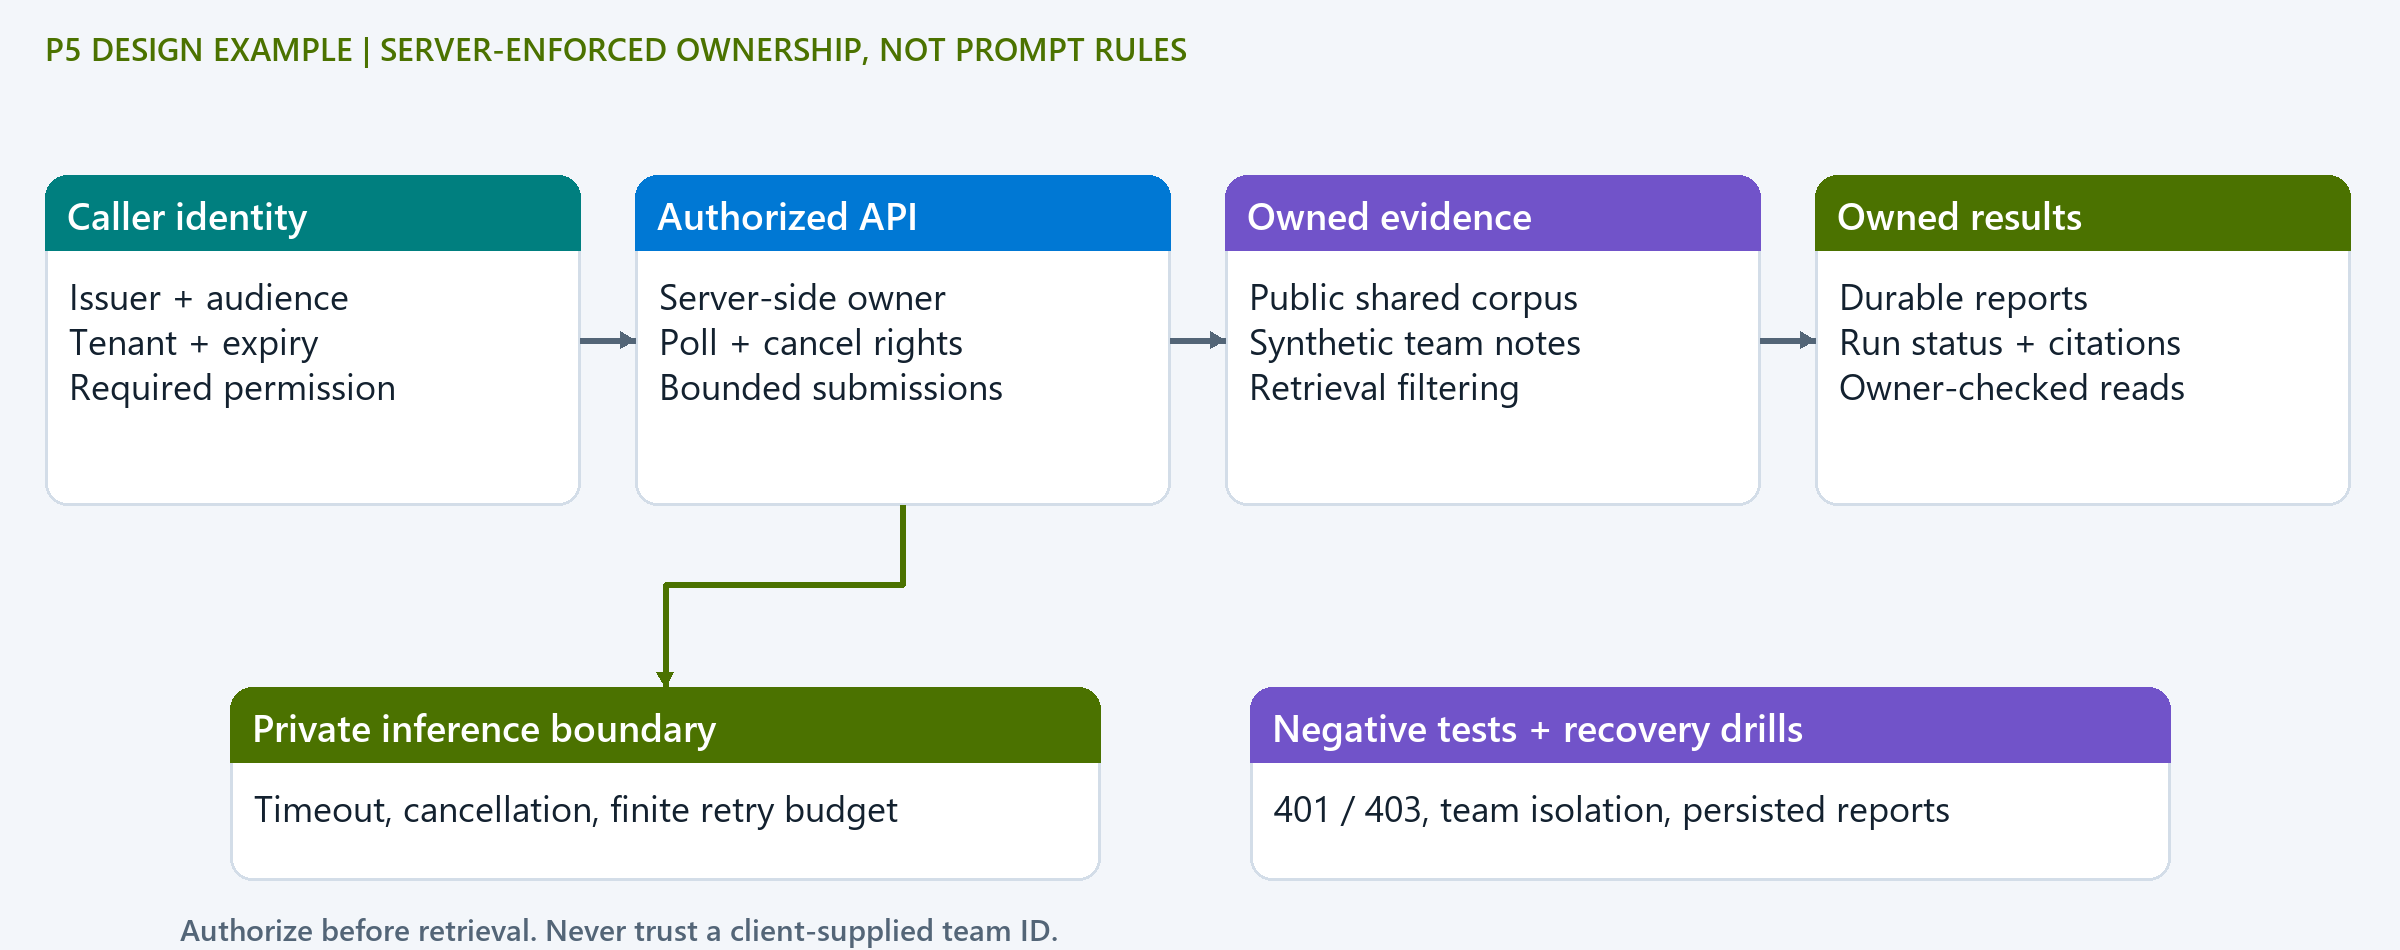 P5 DESIGN EXAMPLE | SERVER-ENFORCED OWNERSHIP, NOT PROMPT RULES
Caller identity
Issuer + audience
Tenant + expiry
Required permission
Authorized API
Server-side owner
Poll + cancel rights
Bounded submissions
Owned evidence
Public shared corpus
Synthetic team notes
Retrieval filtering
Owned results
Durable reports
Run status + citations
Owner-checked reads
Private inference boundary
Timeout, cancellation, finite retry budget
Negative tests + recovery drills
401 / 403, team isolation, persisted reports
Authorize before retrieval. Never trust a client-supplied team ID.